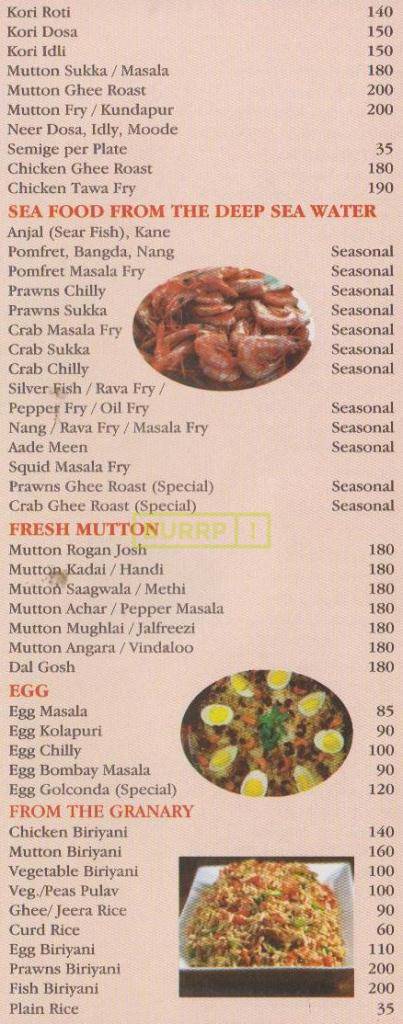 Kori Roti 140
Kori Dosa 150
Kori Idli 150
Mutton Sukka / Masala 180
Mutton Ghee Roast 200
Mutton Fry / Kundapur 200
Neer Dosa, Idly, Moode
Semige per Plate 35
Chicken Ghee Roast 180
Chicken Tawa Fry 190
SEA FOOD FROM THE DEEP SEA WATER
Anjal (Sear Fish), Kane
Pomfret, Bangda, Nang Seasonal
Pomfret Masala Fry Seasonal
Prawns Chilly Seasonal
Prawns Sukka Seasonal
Crab Masala Fry Seasonal
Crab Sukka Seasonal
Crab Chilly Seasonal
Silver Fish / Rava Fry /
Pepper Fry / Oil Fry Seasonal
Nang / Rava Fry / Masala Fry Seasonal
Aade Meen Seasonal
Squid Masala Fry
Prawns Ghee Roast (Special) Seasonal
Crab Ghee Roast (Special) Seasonal
FRESH MUTTON
BURRP !
Mutton Rogan Josh 180
Mutton Kadai / Handi 180
Mutton Saagwala / Methi 180
Mutton Achar / Pepper Masala 180
Mutton Mughlai / Jalfreezi 180
Mutton Angara / Vindaloo 180
Dal Gosh 180
EGG
Egg Masala 85
Egg Kolapuri 90
Egg Chilly 100
Egg Bombay Masala 90
Egg Golconda (Special) 120
FROM THE GRANARY
Chicken Biriyani 140
Mutton Biriyani 160
Vegetable Biriyani 100
Veg./Peas Pulav 100
Ghee/ Jeera Rice 90
Curd Rice 60
Egg Biriyani 110
Prawns Biriyani 200
Fish Biriyani 200
Plain Rice 35